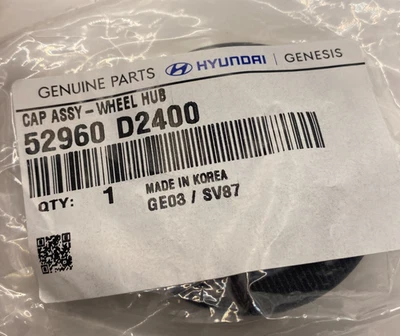 GENUINE PARTS HYUNDAI | GENESIS
CAP ASSY-WHEEL HUB
52960 D2400
QTY: 1 MADE IN KOREA
GE03 / SV87